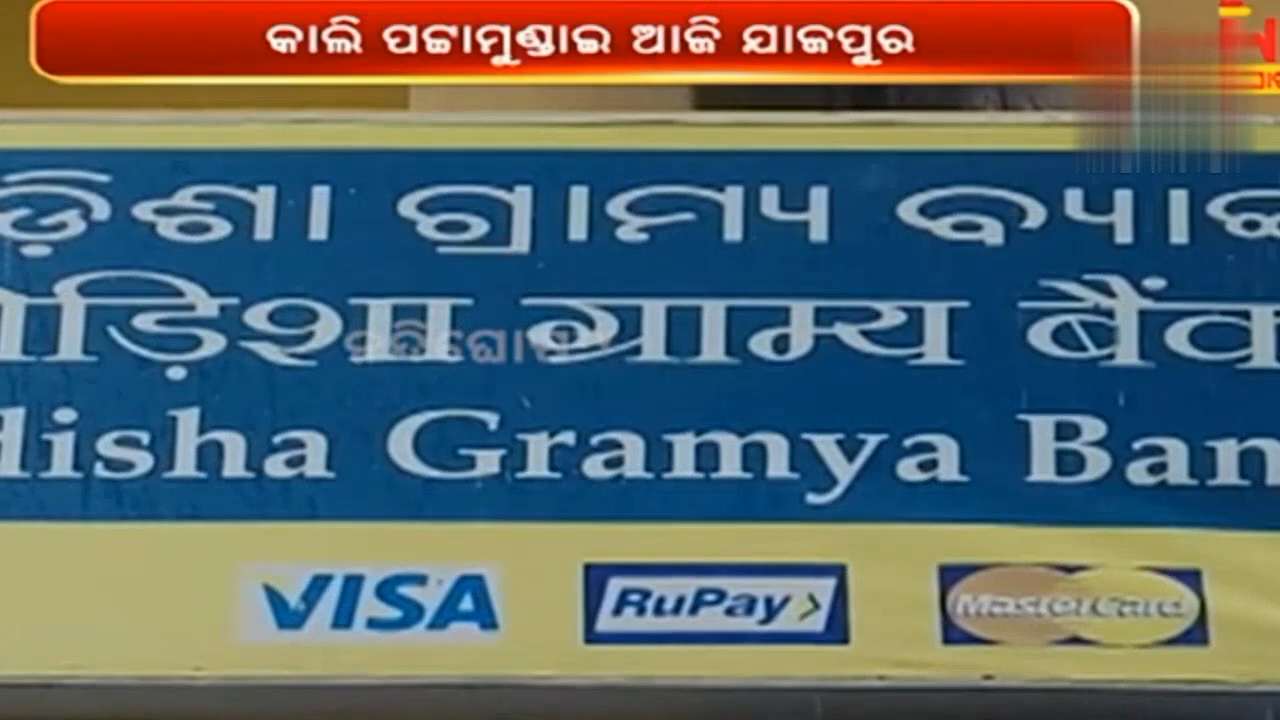 କାଲି ପଟ୍ଟାମୁଣ୍ଡାଇ ଆଜି ଯାଜପୁର
ଡ଼ିଶା ଗ୍ରାମ୍ୟ ବ୍ୟାଙ୍କ
ओड़िशा ग्राम्य बैंक
disha Gramya Ban
VISA RuPay MasterCard